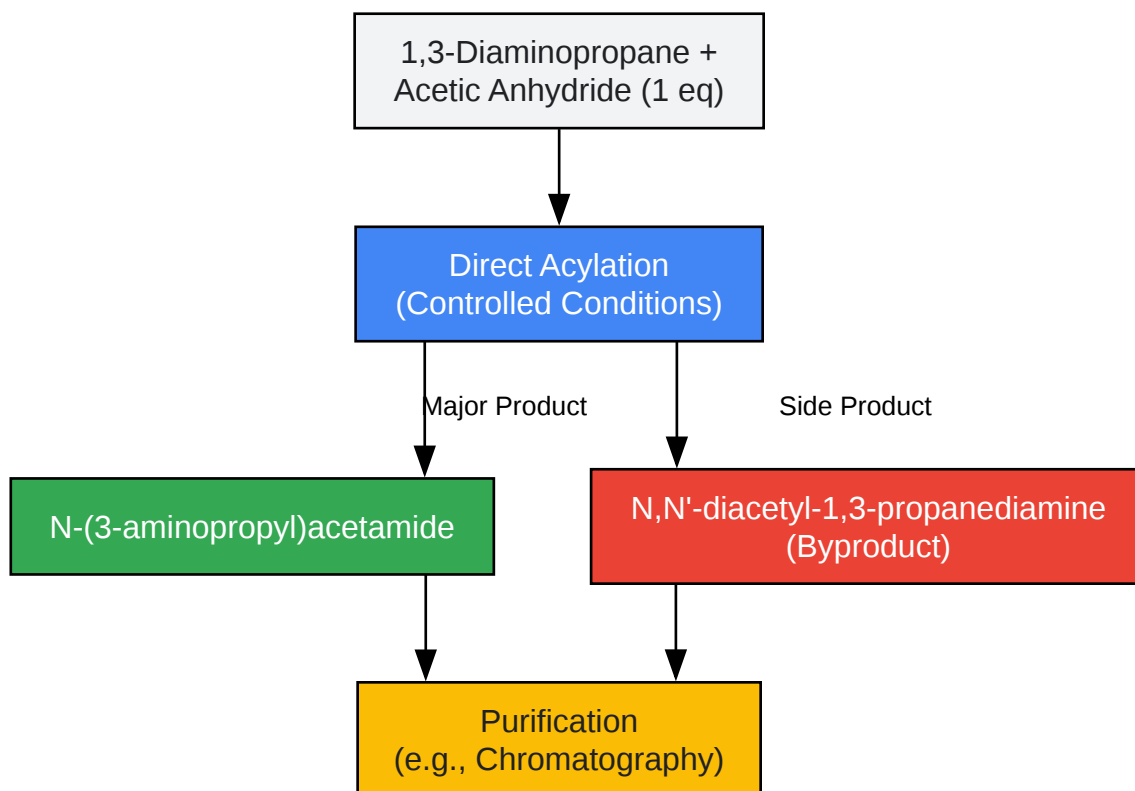 1,3-Diaminopropane +
Acetic Anhydride (1 eq)
Direct Acylation
(Controlled Conditions)
Major Product
Side Product
N-(3-aminopropyl)acetamide
N,N'-diacetyl-1,3-propanediamine
(Byproduct)
Purification
(e.g., Chromatography)